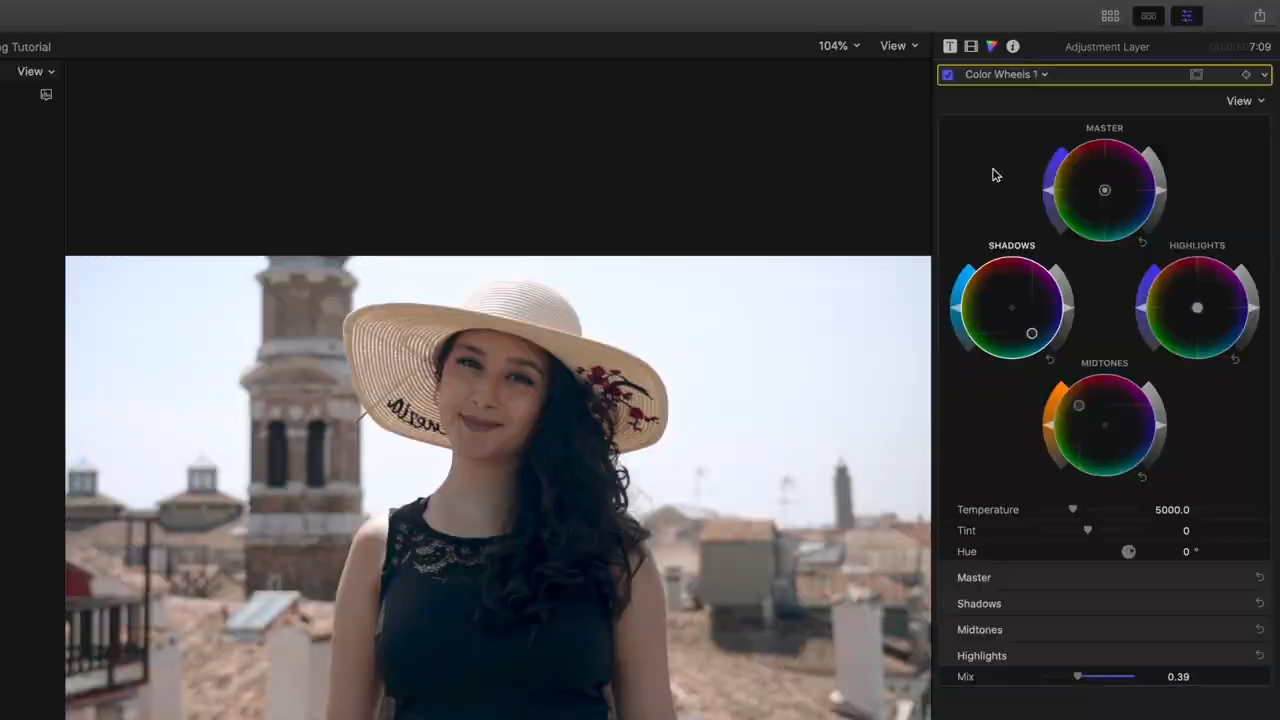 ng Tutorial
104%
View
View
T
i
Adjustment Layer
7:09
Color Wheels 1
View
MASTER
SHADOWS
HIGHLIGHTS
MIDTONES
Temperature 5000.0
Tint 0
Hue 0 °
Master
Shadows
Midtones
Highlights
Mix 0.39